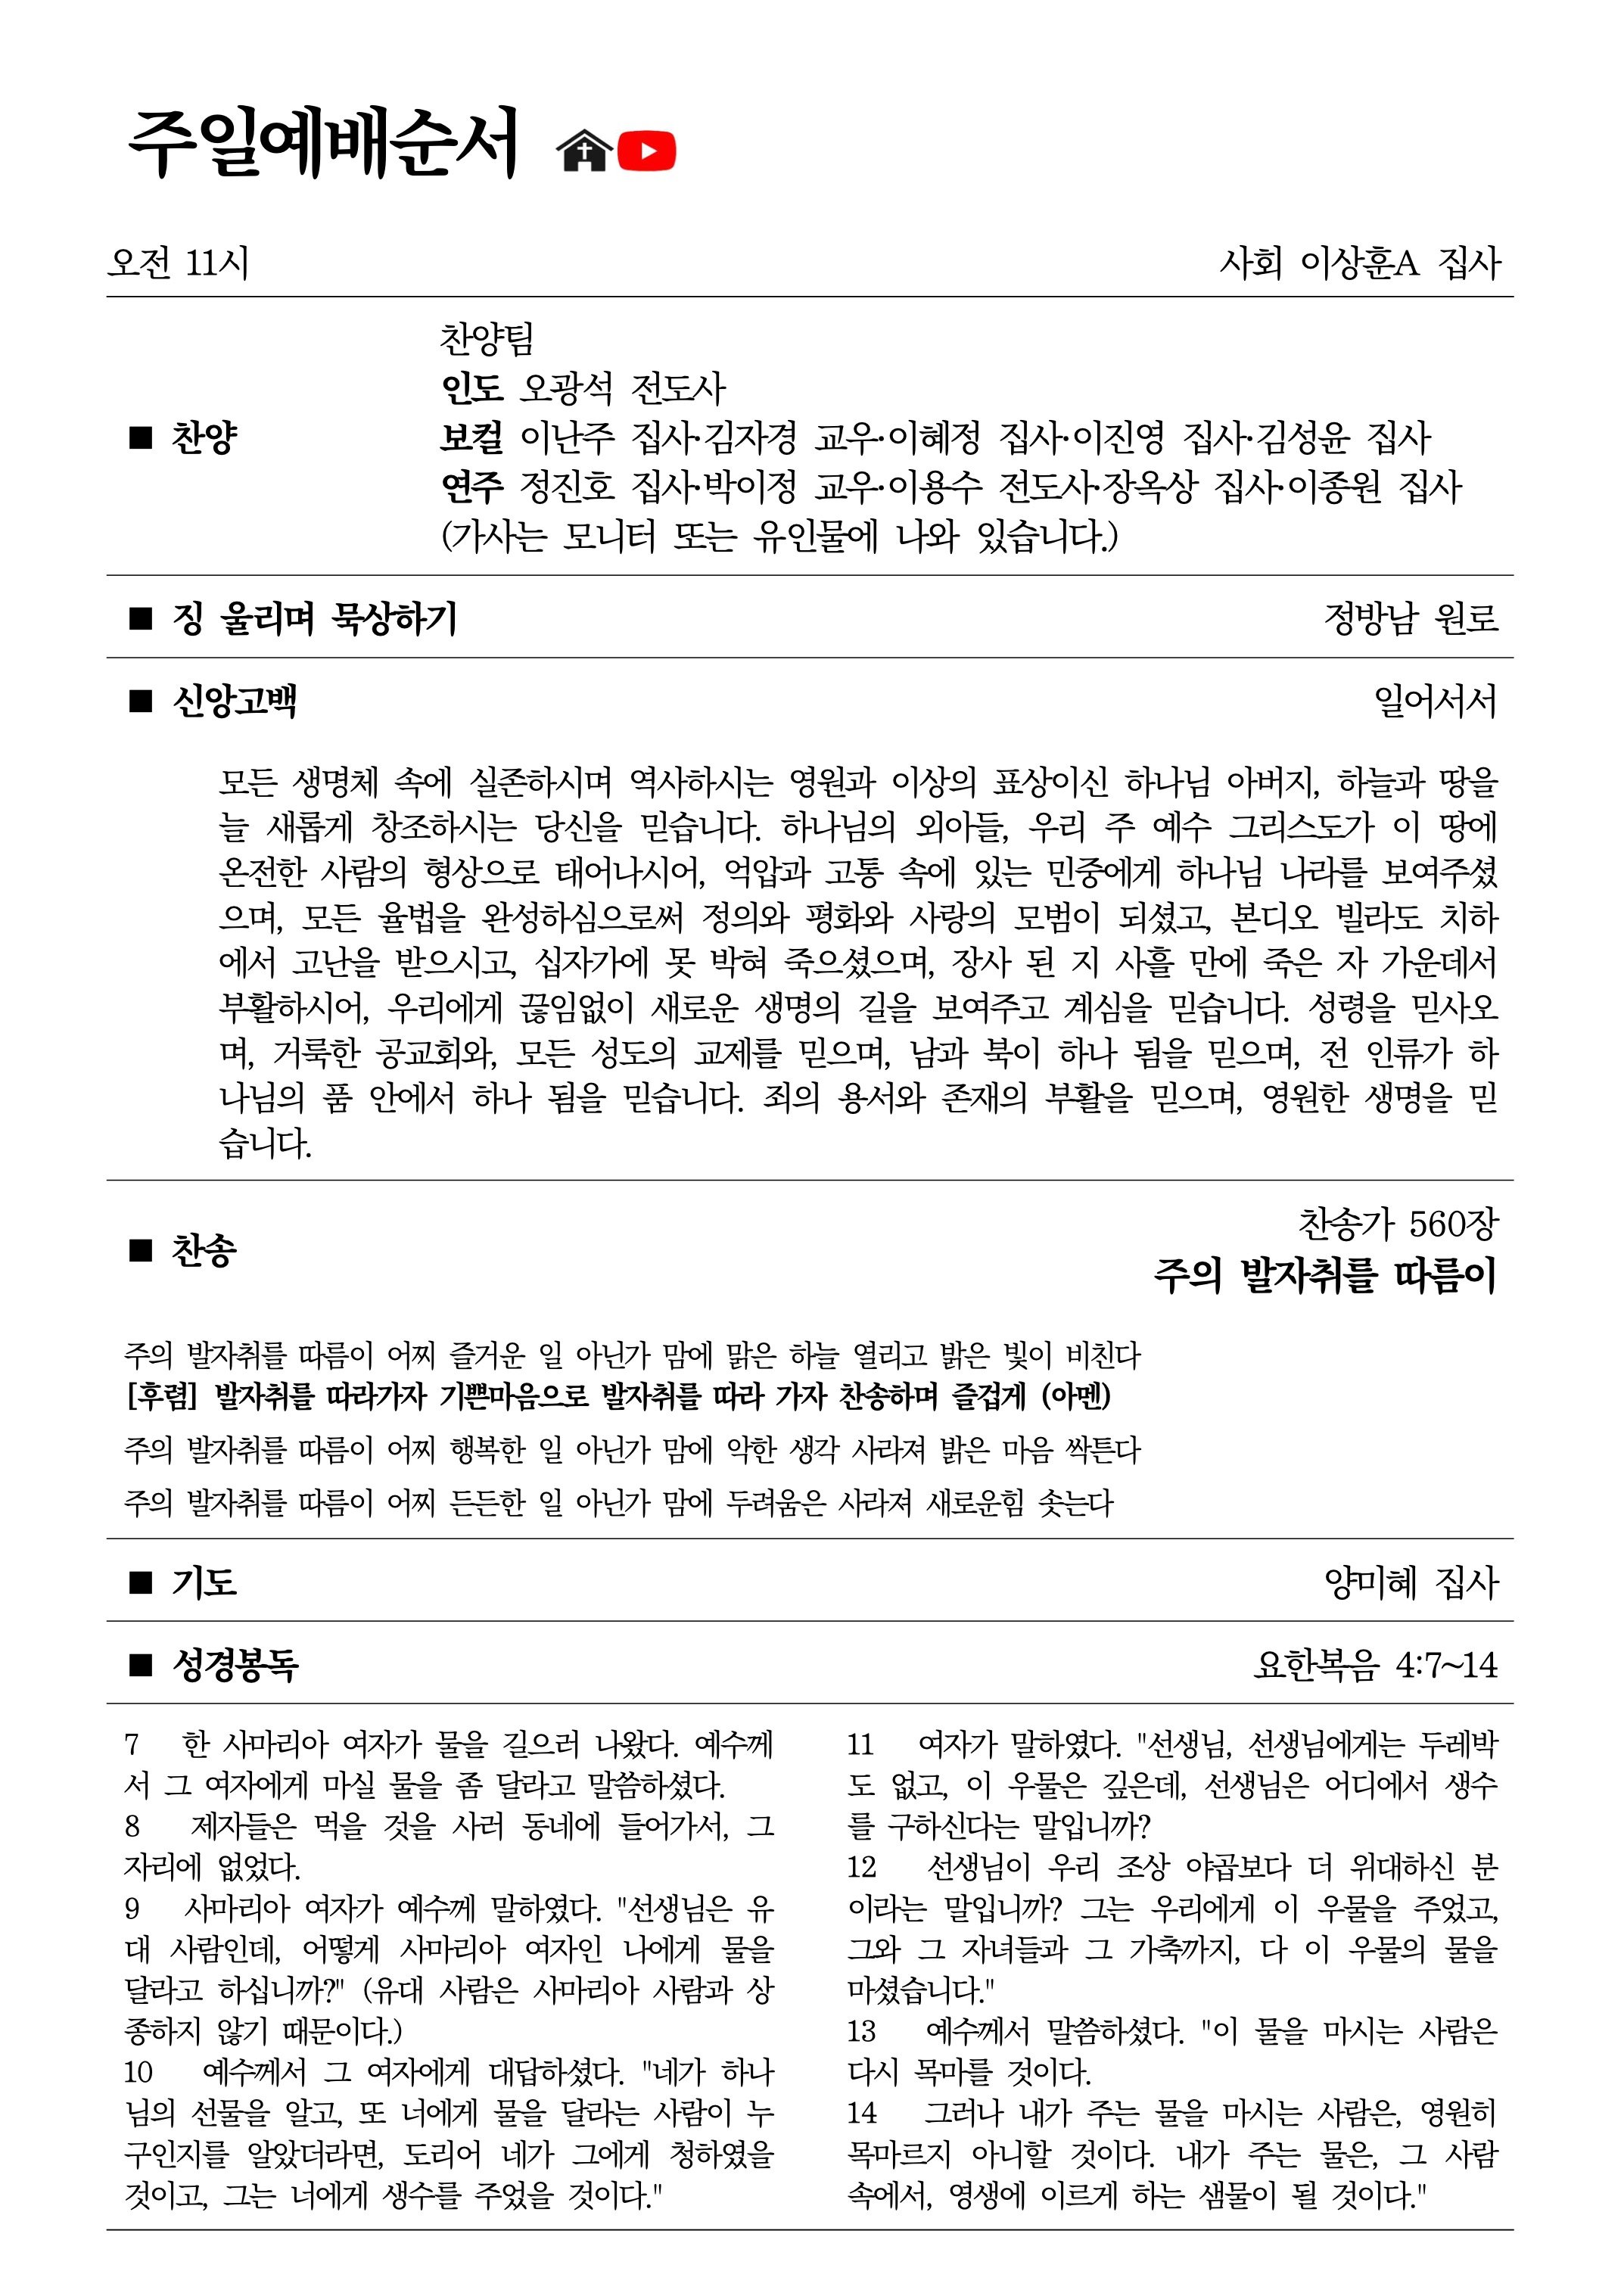 주일예배순서
오전 11시 사회 이상훈A 집사
■ 찬양
찬양팀
인도 오광석 전도사
보컬 이난주 집사·김자경 교우·이혜정 집사·이진영 집사·김성윤 집사
연주 정진호 집사·박이정 교우·이용수 전도사·장옥상 집사·이종원 집사
(가사는 모니터 또는 유인물에 나와 있습니다.)
■ 징 울리며 묵상하기 정방남 원로
■ 신앙고백 일어서서
모든 생명체 속에 실존하시며 역사하시는 영원과 이상의 표상이신 하나님 아버지, 하늘과 땅을
늘 새롭게 창조하시는 당신을 믿습니다. 하나님의 외아들, 우리 주 예수 그리스도가 이 땅에
온전한 사람의 형상으로 태어나시어, 억압과 고통 속에 있는 민중에게 하나님 나라를 보여주셨
으며, 모든 율법을 완성하심으로써 정의와 평화와 사랑의 모범이 되셨고, 본디오 빌라도 치하
에서 고난을 받으시고, 십자가에 못 박혀 죽으셨으며, 장사 된 지 사흘 만에 죽은 자 가운데서
부활하시어, 우리에게 끊임없이 새로운 생명의 길을 보여주고 계심을 믿습니다. 성령을 믿사오
며, 거룩한 공교회와, 모든 성도의 교제를 믿으며, 남과 북이 하나 됨을 믿으며, 전 인류가 하
나님의 품 안에서 하나 됨을 믿습니다. 죄의 용서와 존재의 부활을 믿으며, 영원한 생명을 믿
습니다.
■ 찬송
찬송가 560장
주의 발자취를 따름이
주의 발자취를 따름이 어찌 즐거운 일 아닌가 맘에 맑은 하늘 열리고 밝은 빛이 비친다
[후렴] 발자취를 따라가자 기쁜마음으로 발자취를 따라 가자 찬송하며 즐겁게 (아멘)
주의 발자취를 따름이 어찌 행복한 일 아닌가 맘에 악한 생각 사라져 밝은 마음 싹튼다
주의 발자취를 따름이 어찌 든든한 일 아닌가 맘에 두려움은 사라져 새로운힘 솟는다
■ 기도 양미혜 집사
■ 성경봉독 요한복음 4:7~14
7 한 사마리아 여자가 물을 길으러 나왔다. 예수께
서 그 여자에게 마실 물을 좀 달라고 말씀하셨다.
8 제자들은 먹을 것을 사러 동네에 들어가서, 그
자리에 없었다.
9 사마리아 여자가 예수께 말하였다. "선생님은 유
대 사람인데, 어떻게 사마리아 여자인 나에게 물을
달라고 하십니까?" (유대 사람은 사마리아 사람과 상
종하지 않기 때문이다.)
10 예수께서 그 여자에게 대답하셨다. "네가 하나
님의 선물을 알고, 또 너에게 물을 달라는 사람이 누
구인지를 알았더라면, 도리어 네가 그에게 청하였을
것이고, 그는 너에게 생수를 주었을 것이다."
11 여자가 말하였다. "선생님, 선생님에게는 두레박
도 없고, 이 우물은 깊은데, 선생님은 어디에서 생수
를 구하신다는 말입니까?
12 선생님이 우리 조상 야곱보다 더 위대하신 분
이라는 말입니까? 그는 우리에게 이 우물을 주었고,
그와 그 자녀들과 그 가축까지, 다 이 우물의 물을
마셨습니다."
13 예수께서 말씀하셨다. "이 물을 마시는 사람은
다시 목마를 것이다.
14 그러나 내가 주는 물을 마시는 사람은, 영원히
목마르지 아니할 것이다. 내가 주는 물은, 그 사람
속에서, 영생에 이르게 하는 샘물이 될 것이다."